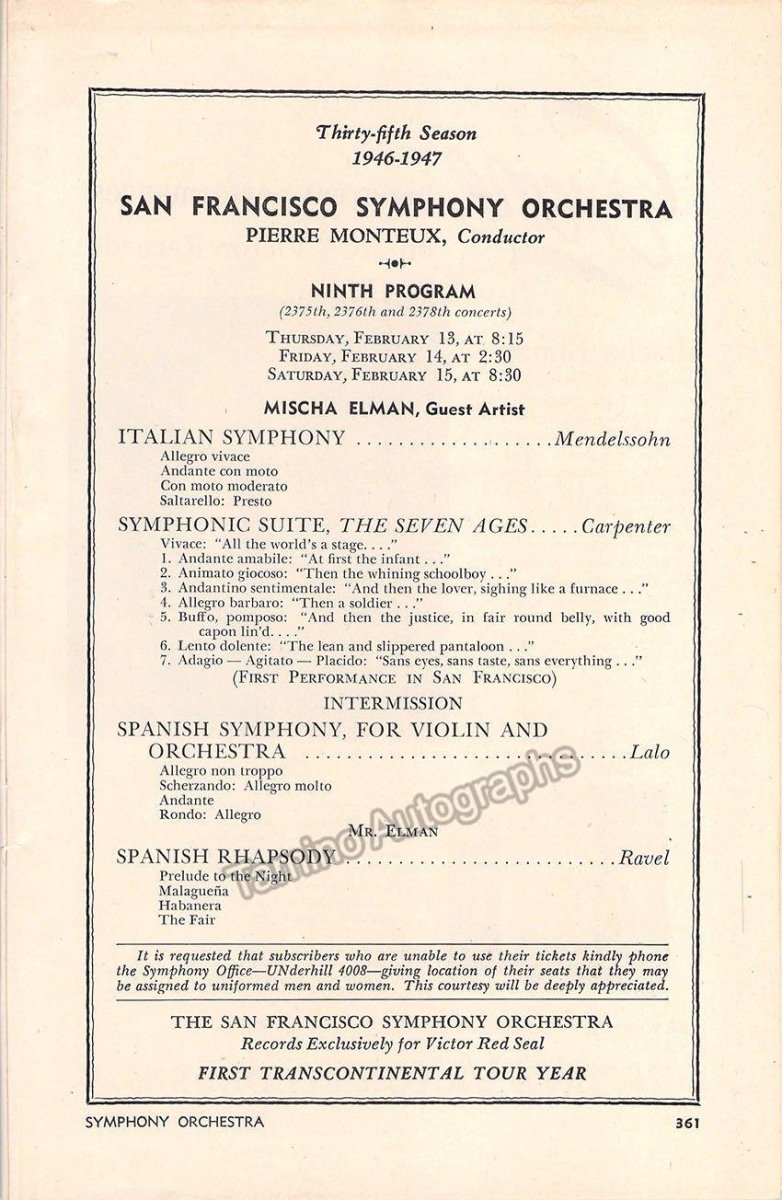 Thirty-fifth Season
1946-1947
SAN FRANCISCO SYMPHONY ORCHESTRA
PIERRE MONTEUX, Conductor
NINTH PROGRAM
(2375th, 2376th and 2378th concerts)
THURSDAY, FEBRUARY 13, AT 8:15
FRIDAY, FEBRUARY 14, AT 2:30
SATURDAY, FEBRUARY 15, AT 8:30
MISCHA ELMAN, Guest Artist
ITALIAN SYMPHONY ...................Mendelssohn
Allegro vivace
Andante con moto
Con moto moderato
Saltarello: Presto
SYMPHONIC SUITE, THE SEVEN AGES.....Carpenter
Vivace: "All the world's a stage. . . ."
1. Andante amabile: "At first the infant . . ."
2. Animato giocoso: "Then the whining schoolboy . . ."
3. Andantino sentimentale: "And then the lover, sighing like a furnace . . ."
4. Allegro barbaro: "Then a soldier . . ."
5. Buffo, pomposo: "And then the justice, in fair round belly, with good
capon lin'd. . . ."
6. Lento dolente: "The lean and slippered pantaloon . . ."
7. Adagio — Agitato — Placido: "Sans eyes, sans taste, sans everything . . ."
(FIRST PERFORMANCE IN SAN FRANCISCO)
INTERMISSION
SPANISH SYMPHONY, FOR VIOLIN AND
ORCHESTRA ..............................Lalo
Allegro non troppo
Scherzando: Allegro molto
Andante
Rondo: Allegro
MR. ELMAN
SPANISH RHAPSODY..........................Ravel
Prelude to the Night
Malagueña
Habanera
The Fair
Tamino Autographs
It is requested that subscribers who are unable to use their tickets kindly phone
the Symphony Office—UNderhill 4008—giving location of their seats that they may
be assigned to uniformed men and women. This courtesy will be deeply appreciated.
THE SAN FRANCISCO SYMPHONY ORCHESTRA
Records Exclusively for Victor Red Seal
FIRST TRANSCONTINENTAL TOUR YEAR
SYMPHONY ORCHESTRA
361